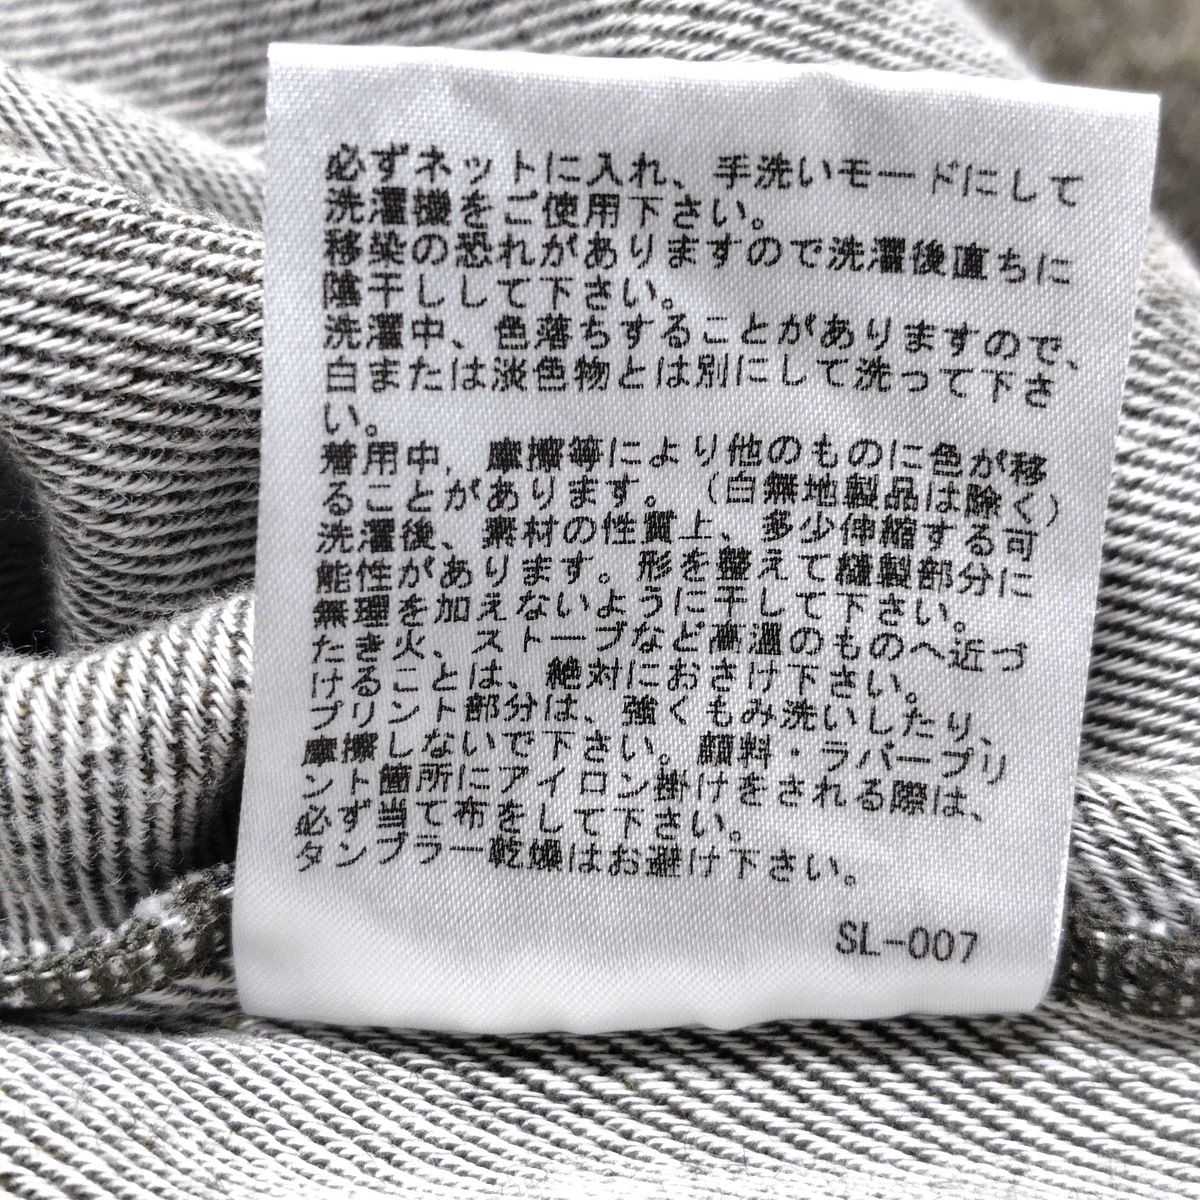 必ずネットに入れ、手洗いモードにして
洗濯機をご使用下さい。
移染の恐れがありますので洗濯後直ちに
陰干しして下さい。
洗濯中、色落ちすることがありますので、
白または淡色物とは別にして洗って下さ
い。
着用中、摩擦等により他のものに色が移
ることがあります。（白無地製品は除く）
洗濯後、素材の性質上、多少伸縮する可
能性があります。形を整えて縫製部分に
無理を加えないように干して下さい。
たき火、ストーブなど高温のものへ近づ
けることは、絶対におさけ下さい。
プリント部分は、強くもみ洗いしたり、
摩擦しないで下さい。顔料・ラバープリ
ント箇所にアイロン掛けをされる際は、
必ず当て布をして下さい。
タンブラー乾燥はお避け下さい。
SL-007